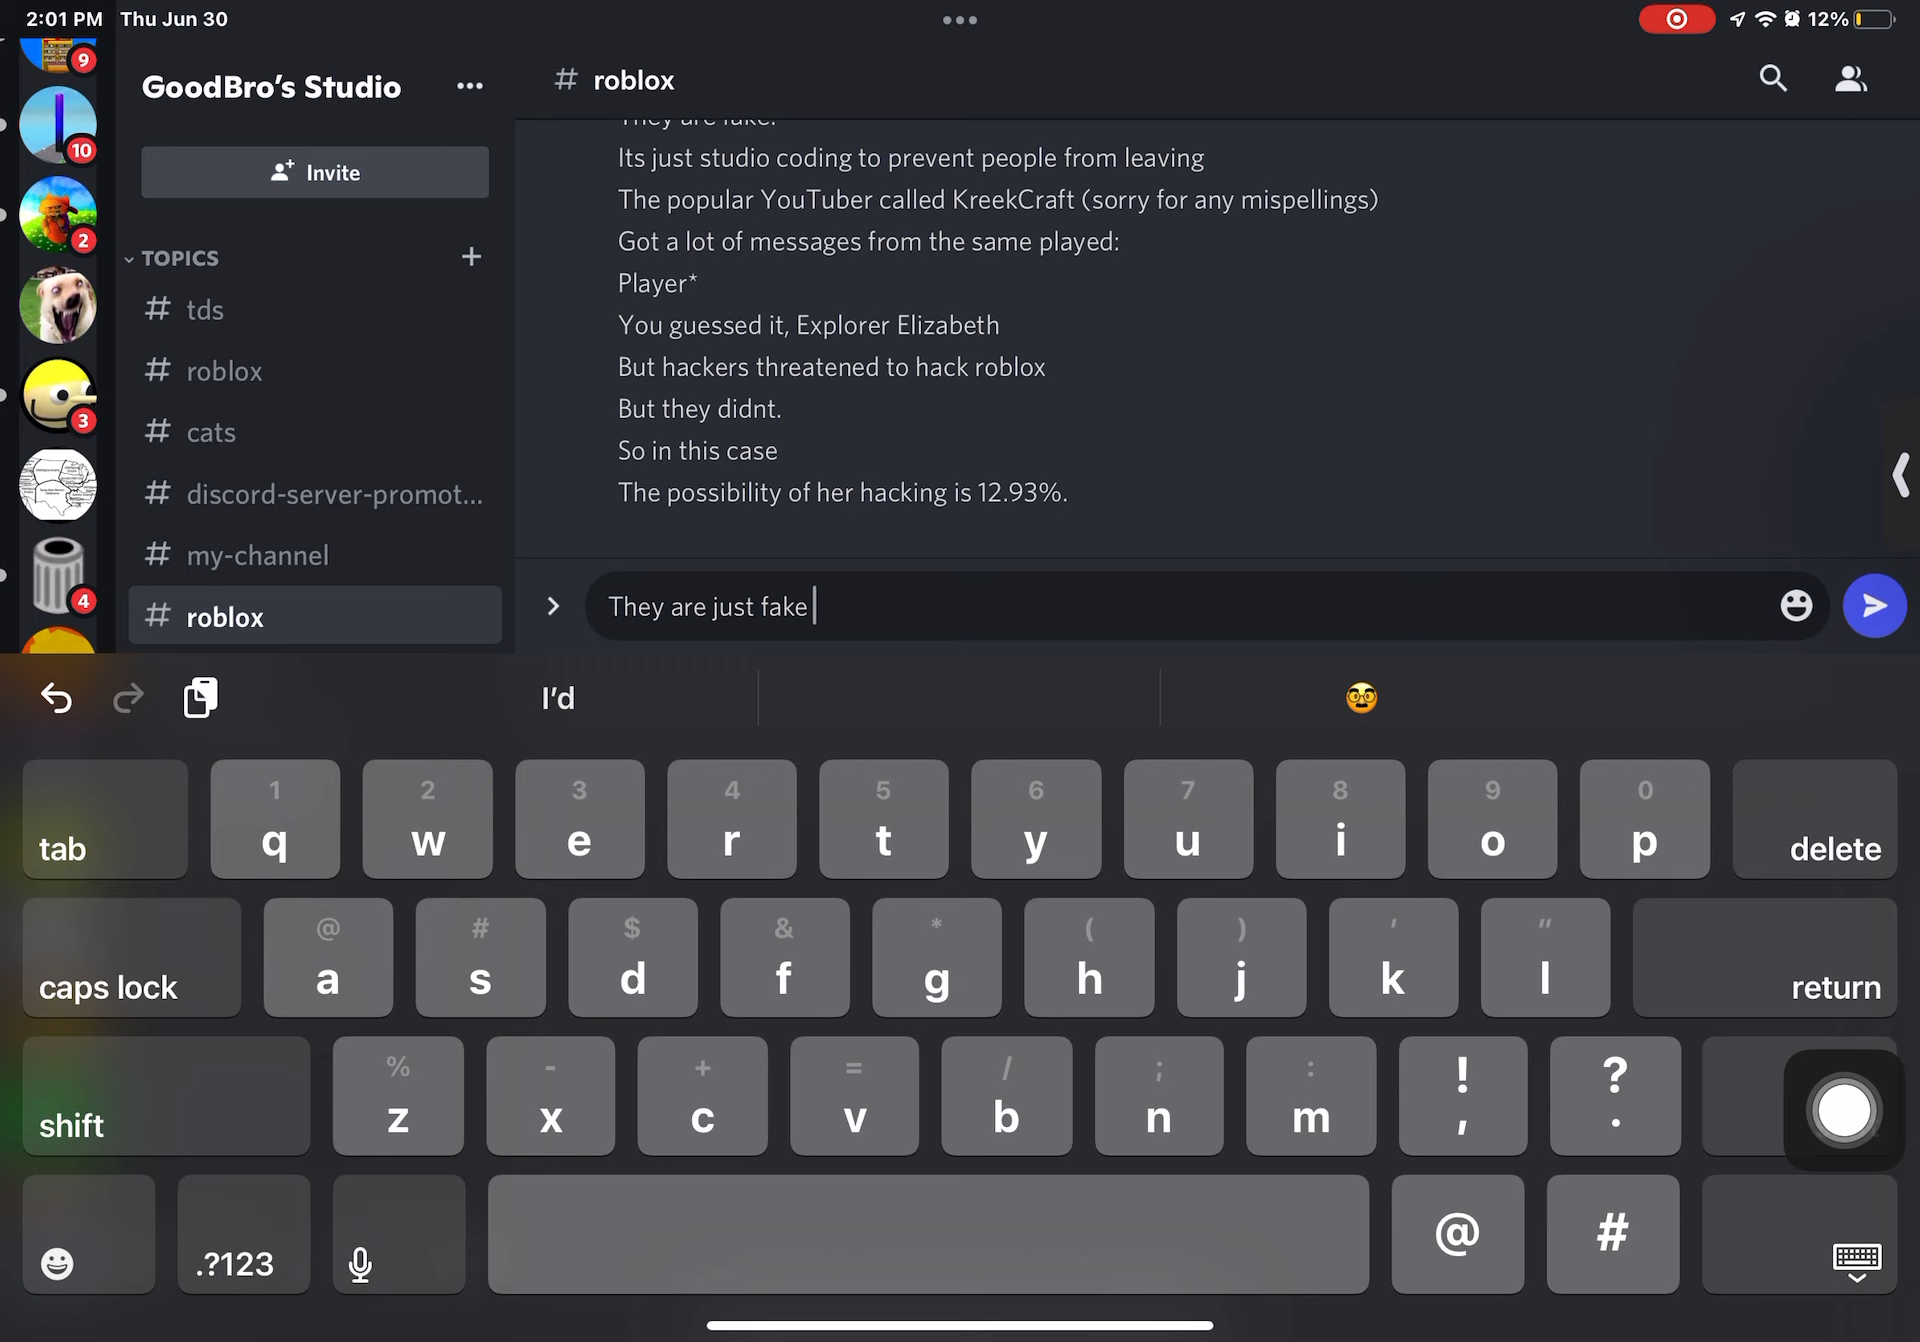 2:01 PM Thu Jun 30
12%
9
10
2
3
4
GoodBro’s Studio
Invite
TOPICS
# tds
# roblox
# cats
# discord-server-promot...
# my-channel
# roblox
# roblox
They are fake.
Its just studio coding to prevent people from leaving
The popular YouTuber called KreekCraft (sorry for any mispellings)
Got a lot of messages from the same played:
Player*
You guessed it, Explorer Elizabeth
But hackers threatened to hack roblox
But they didnt.
So in this case
The possibility of her hacking is 12.93%.
They are just fake
I’d
1 2 3 4 5 6 7 8 9 0
tab q w e r t y u i o p delete
@ # $ & * ( ) ' "
caps lock a s d f g h j k l return
% - + = / ; : ! ?
shift z x c v b n m , .
.?123 @ #